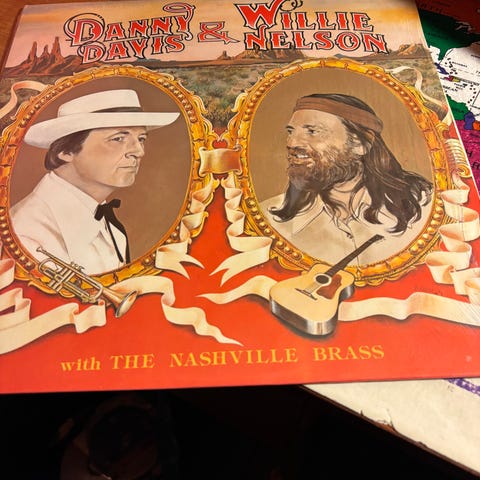 DANNY DAVIS & WILLIE NELSON
with THE NASHVILLE BRASS